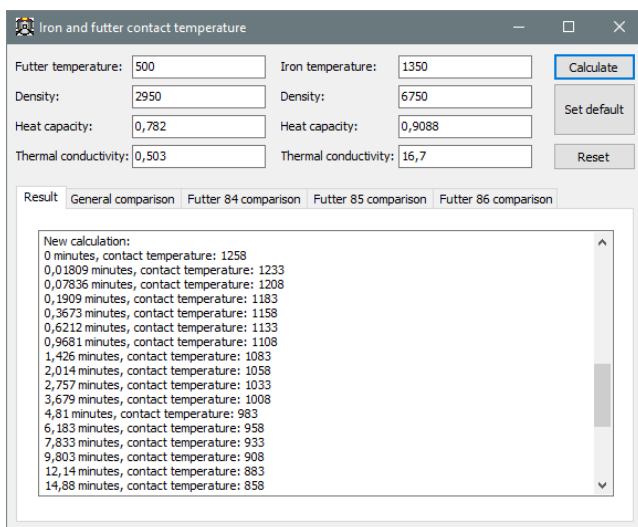 Iron and futter contact temperature
Futter temperature: 500 Iron temperature: 1350 Calculate
Density: 2950 Density: 6750 Set default
Heat capacity: 0,782 Heat capacity: 0,9088
Thermal conductivity: 0,503 Thermal conductivity: 16,7 Reset
Result General comparison Futter 84 comparison Futter 85 comparison Futter 86 comparison
New calculation:
0 minutes, contact temperature: 1258
0,01809 minutes, contact temperature: 1233
0,07836 minutes, contact temperature: 1208
0,1909 minutes, contact temperature: 1183
0,3673 minutes, contact temperature: 1158
0,6212 minutes, contact temperature: 1133
0,9681 minutes, contact temperature: 1108
1,426 minutes, contact temperature: 1083
2,014 minutes, contact temperature: 1058
2,757 minutes, contact temperature: 1033
3,679 minutes, contact temperature: 1008
4,81 minutes, contact temperature: 983
6,183 minutes, contact temperature: 958
7,833 minutes, contact temperature: 933
9,803 minutes, contact temperature: 908
12,14 minutes, contact temperature: 883
14,88 minutes, contact temperature: 858